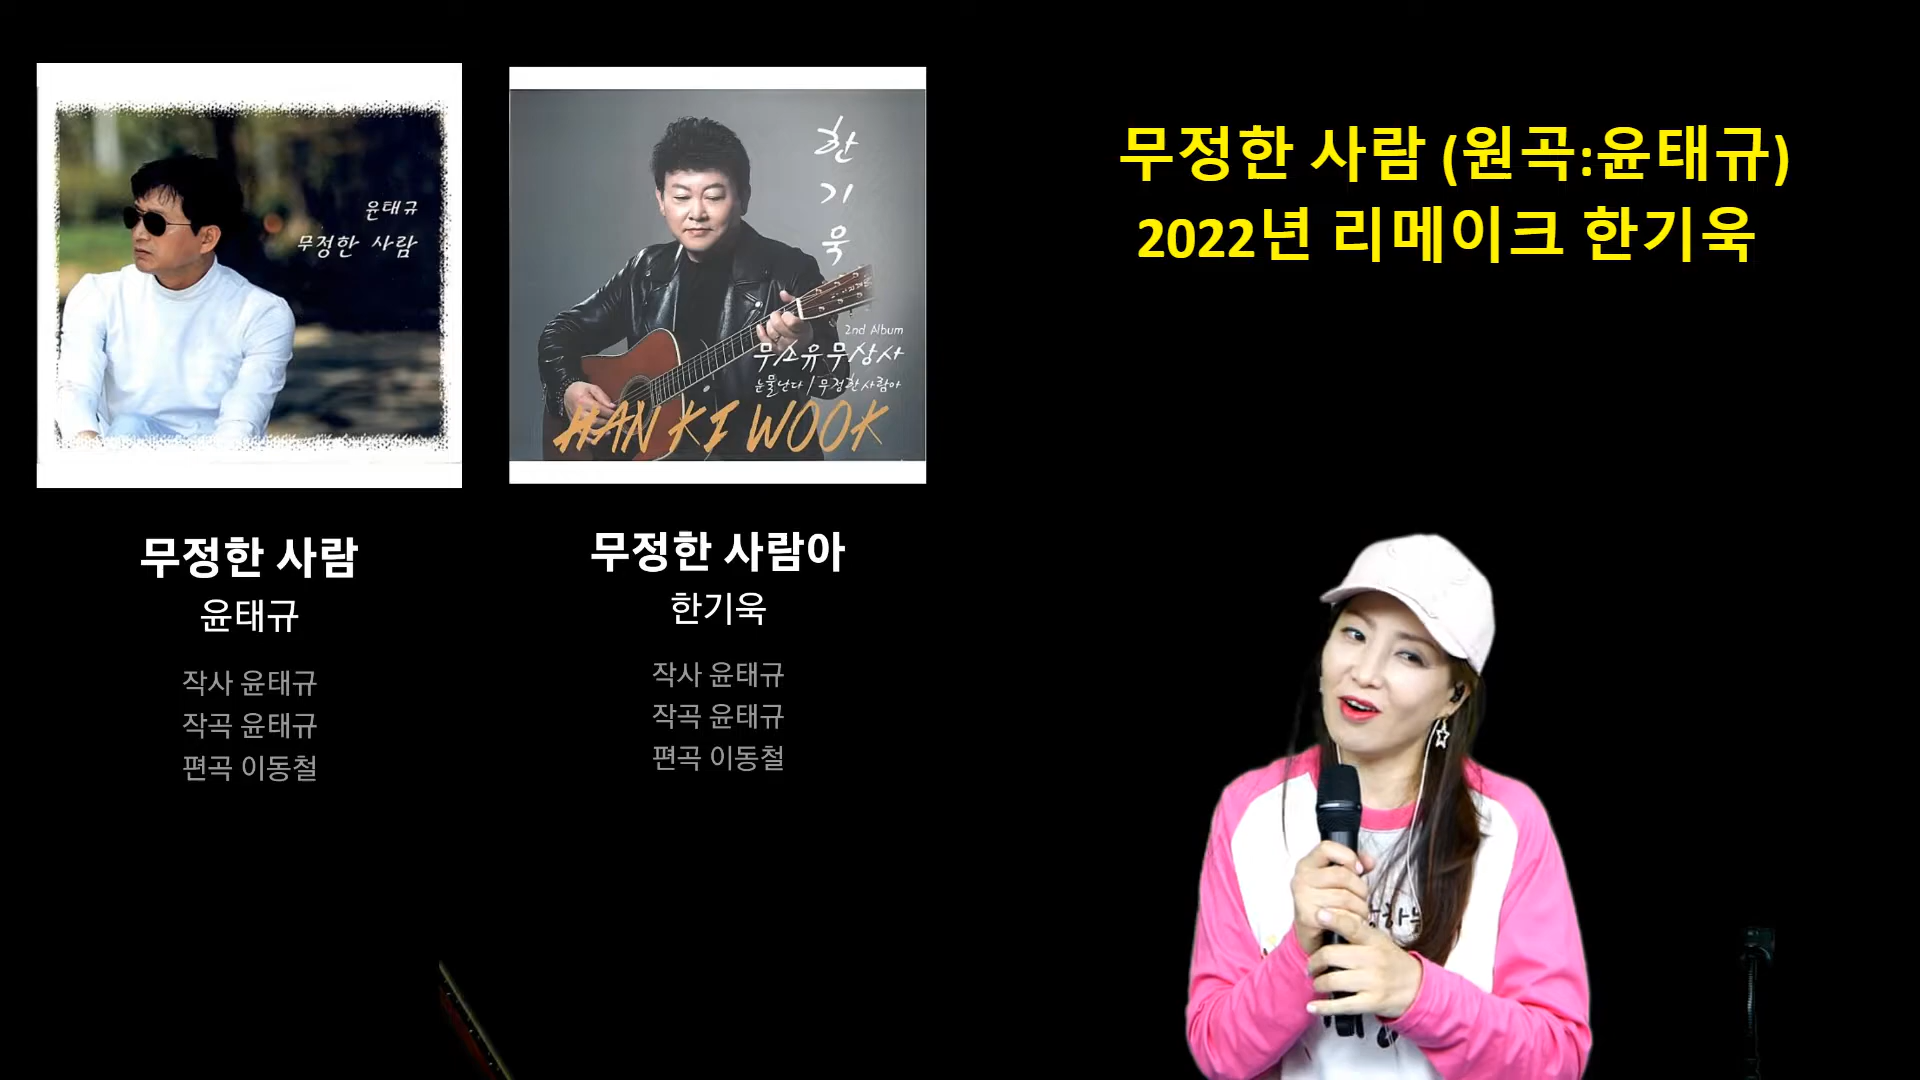 윤태규
무정한 사람
한
기
욱
2nd Album
무소유무상사
눈물난다 / 무정한사람아
HAN KI WOOK
무정한 사람 (원곡:윤태규)
2022년 리메이크 한기욱
무정한 사람
윤태규
작사 윤태규
작곡 윤태규
편곡 이동철
무정한 사람아
한기욱
작사 윤태규
작곡 윤태규
편곡 이동철